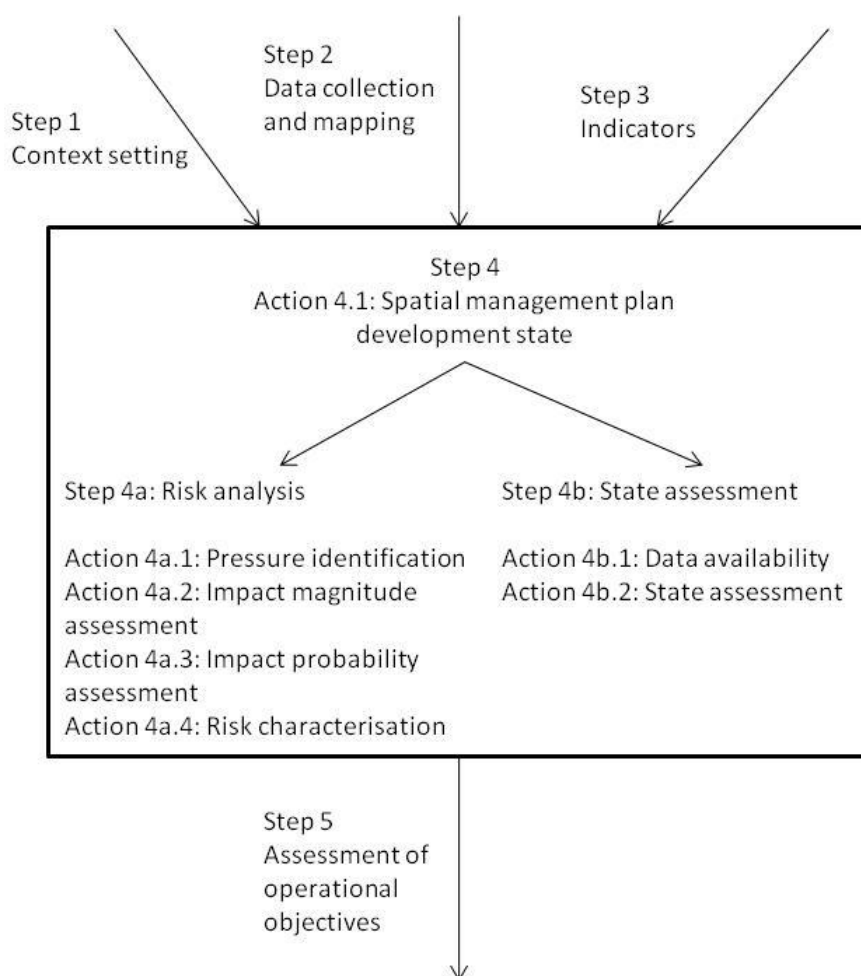 Step 1
Context setting
Step 2
Data collection
and mapping
Step 3
Indicators
Step 4
Action 4.1: Spatial management plan
development state
Step 4a: Risk analysis
Action 4a.1: Pressure identification
Action 4a.2: Impact magnitude
assessment
Action 4a.3: Impact probability
assessment
Action 4a.4: Risk characterisation
Step 4b: State assessment
Action 4b.1: Data availability
Action 4b.2: State assessment
Step 5
Assessment of
operational
objectives